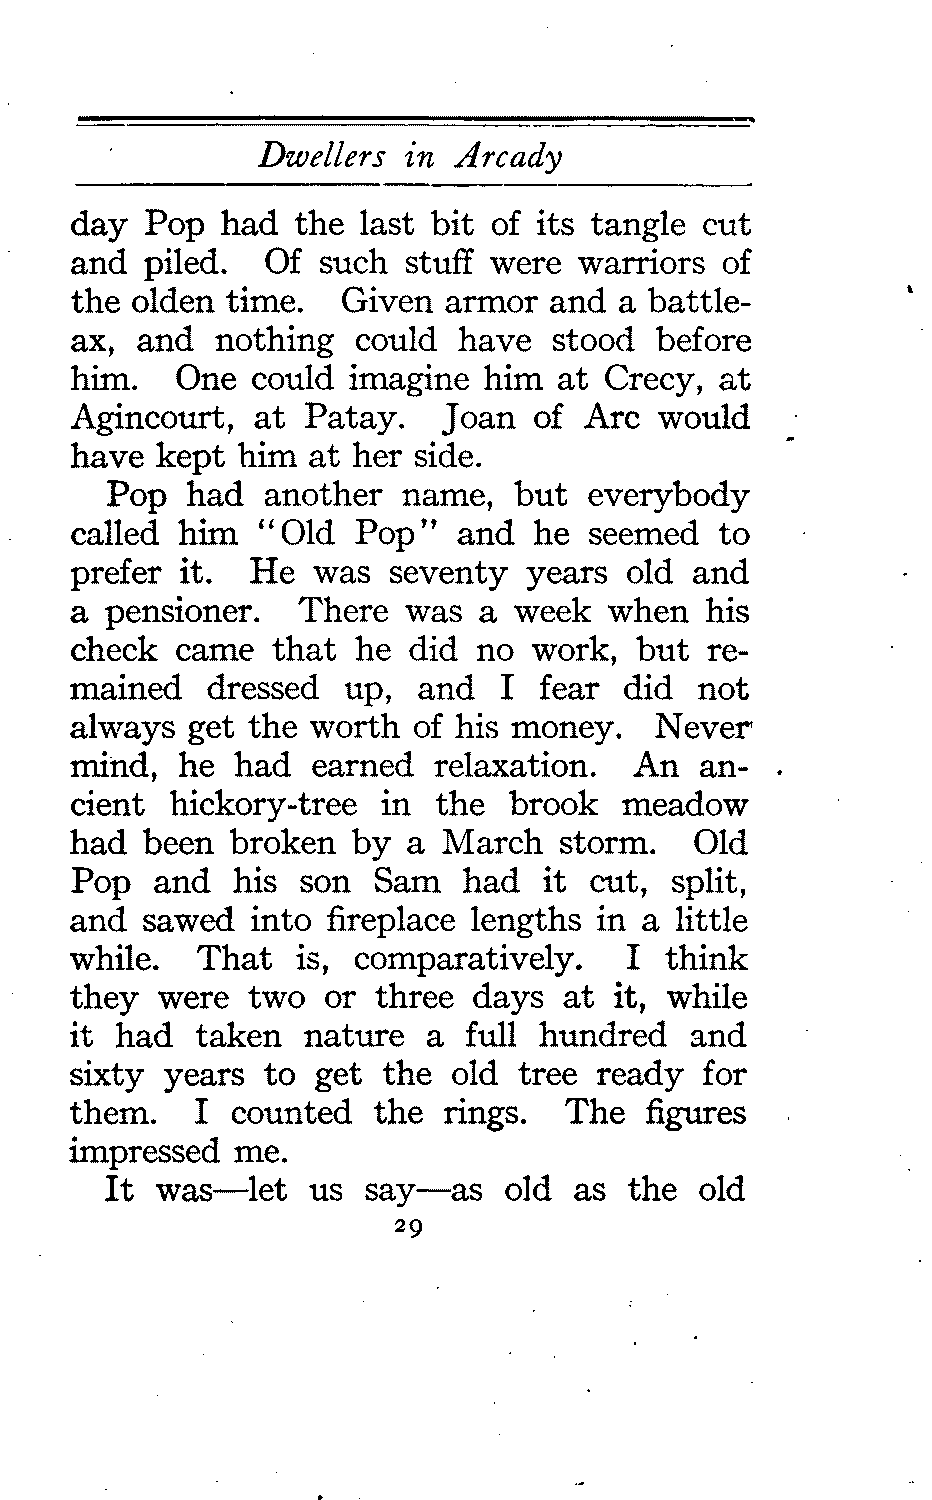 Dwellers in Arcady
day Pop had the last bit of its tangle cut
and piled. Of such stuff were warriors of
the olden time. Given armor and a battle-
ax, and nothing could have stood before
him. One could imagine him at Crecy, at
Agincourt, at Patay. Joan of Arc would
have kept him at her side.
Pop had another name, but everybody
called him "Old Pop" and he seemed to
prefer it. He was seventy years old and
a pensioner. There was a week when his
check came that he did no work, but re-
mained dressed up, and I fear did not
always get the worth of his money. Never
mind, he had earned relaxation. An an-
cient hickory-tree in the brook meadow
had been broken by a March storm. Old
Pop and his son Sam had it cut, split,
and sawed into fireplace lengths in a little
while. That is, comparatively. I think
they were two or three days at it, while
it had taken nature a full hundred and
sixty years to get the old tree ready for
them. I counted the rings. The figures
impressed me.
It was—let us say—as old as the old
29